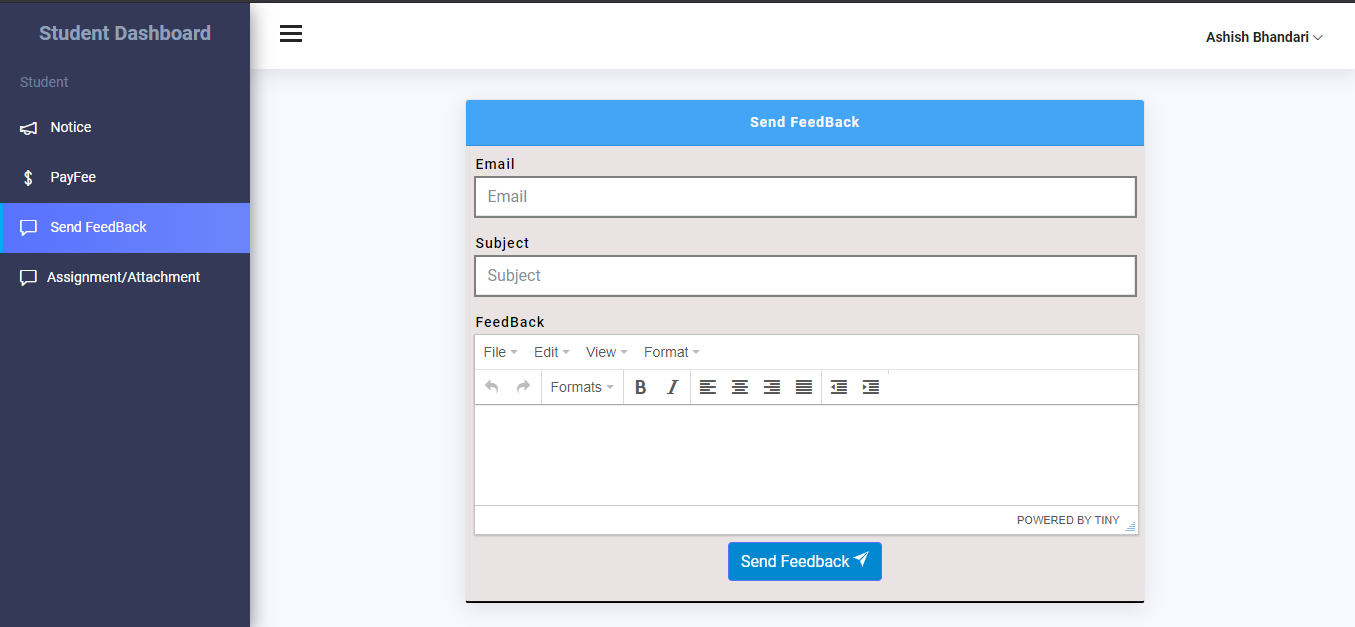 Student Dashboard
Ashish Bhandari
Student
Notice
PayFee
Send FeedBack
Assignment/Attachment
Send FeedBack
Email
Email
Subject
Subject
FeedBack
File Edit View Format
Formats B I
POWERED BY TINY
Send Feedback